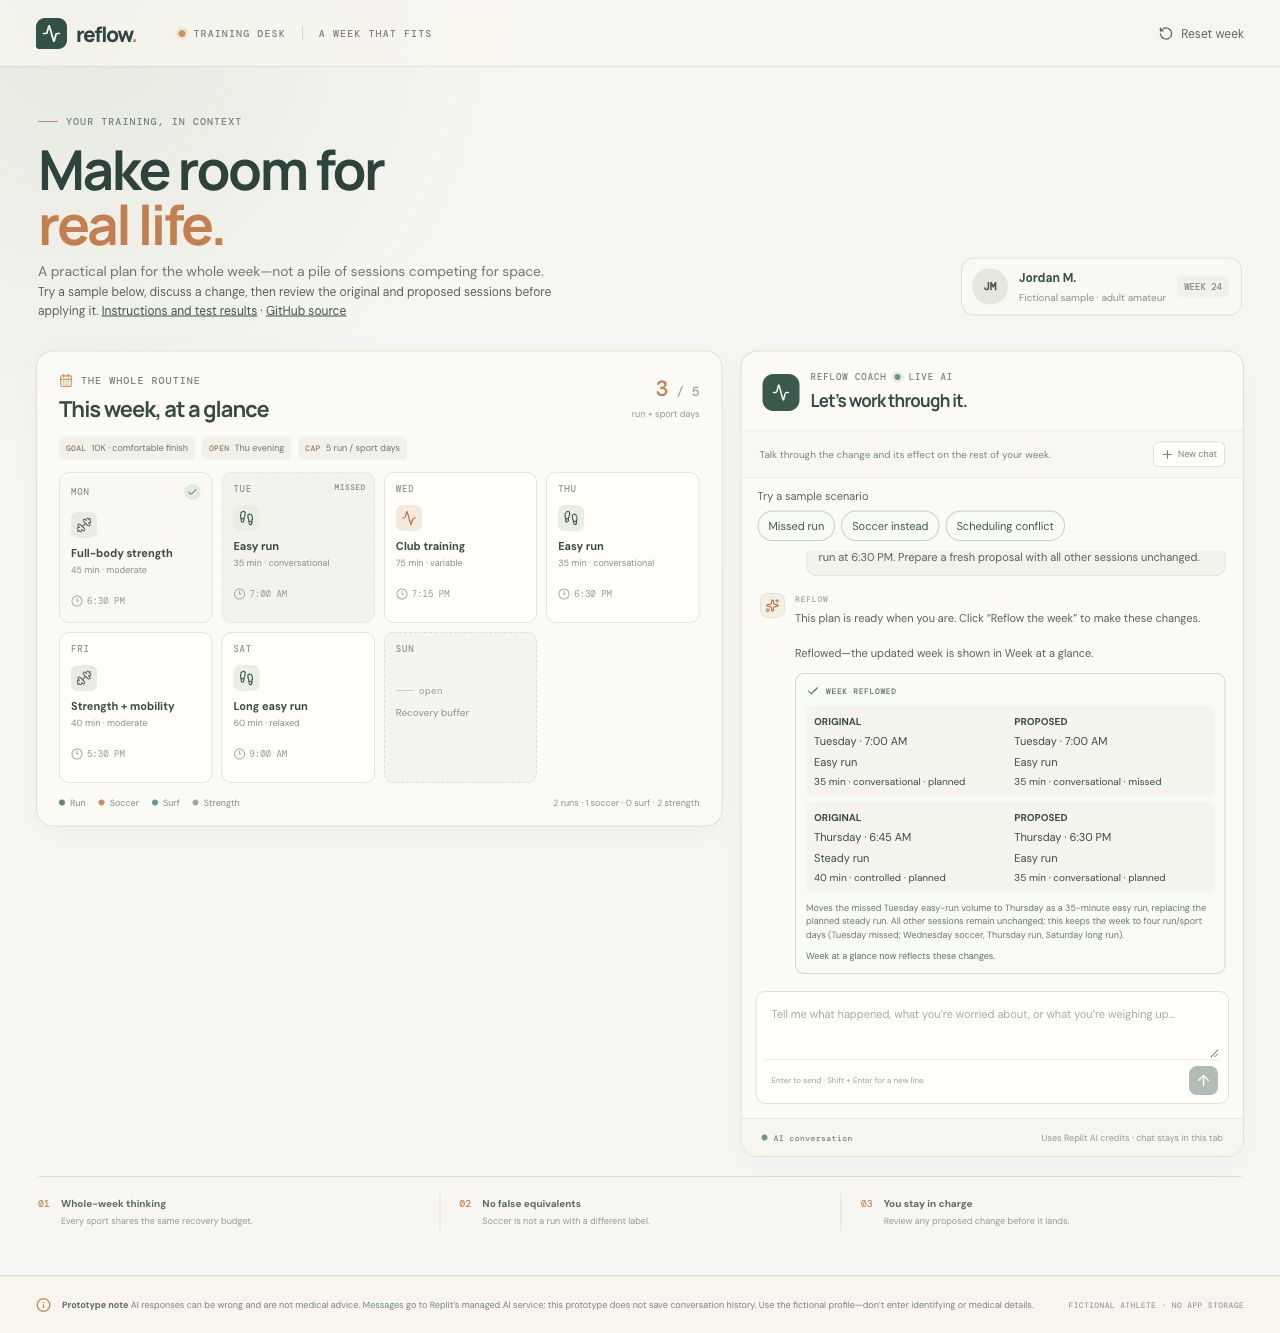 reflow.
TRAINING DESK
A WEEK THAT FITS
Reset week
YOUR TRAINING, IN CONTEXT
Make room for
real life.
A practical plan for the whole week—not a pile of sessions competing for space.
Try a sample below, discuss a change, then review the original and proposed sessions before
applying it. Instructions and test results · GitHub source
JM
Jordan M.
Fictional sample · adult amateur
WEEK 24
THE WHOLE ROUTINE
This week, at a glance
3 / 5
run + sport days
GOAL 10K · comfortable finish
OPEN Thu evening
CAP 5 run / sport days
MON
Full-body strength
45 min · moderate
6:30 PM
TUE
MISSED
Easy run
35 min · conversational
7:00 AM
WED
Club training
75 min · variable
7:15 PM
THU
Easy run
35 min · conversational
6:30 PM
FRI
Strength + mobility
40 min · moderate
5:30 PM
SAT
Long easy run
60 min · relaxed
9:00 AM
SUN
open
Recovery buffer
Run
Soccer
Surf
Strength
2 runs · 1 soccer · 0 surf · 2 strength
REFLOW COACH
LIVE AI
Let's work through it.
Talk through the change and its effect on the rest of your week.
New chat
Try a sample scenario
Missed run
Soccer instead
Scheduling conflict
run at 6:30 PM. Prepare a fresh proposal with all other sessions unchanged.
REFLOW
This plan is ready when you are. Click “Reflow the week” to make these changes.
Reflowed—the updated week is shown in Week at a glance.
WEEK REFLOWED
ORIGINAL
Tuesday · 7:00 AM
Easy run
35 min · conversational · planned
PROPOSED
Tuesday · 7:00 AM
Easy run
35 min · conversational · missed
ORIGINAL
Thursday · 6:45 AM
Steady run
40 min · controlled · planned
PROPOSED
Thursday · 6:30 PM
Easy run
35 min · conversational · planned
Moves the missed Tuesday easy-run volume to Thursday as a 35-minute easy run, replacing the
planned steady run. All other sessions remain unchanged; this keeps the week to four run/sport
days (Tuesday missed; Wednesday soccer, Thursday run, Saturday long run).
Week at a glance now reflects these changes.
Tell me what happened, what you're worried about, or what you're weighing up…
Enter to send · Shift + Enter for a new line
AI conversation
Uses Replit AI credits · chat stays in this tab
01 Whole-week thinking
Every sport shares the same recovery budget.
02 No false equivalents
Soccer is not a run with a different label.
03 You stay in charge
Review any proposed change before it lands.
Prototype note AI responses can be wrong and are not medical advice. Messages go to Replit's managed AI service; this prototype does not save conversation history. Use the fictional profile—don't enter identifying or medical details.
FICTIONAL ATHLETE · NO APP STORAGE